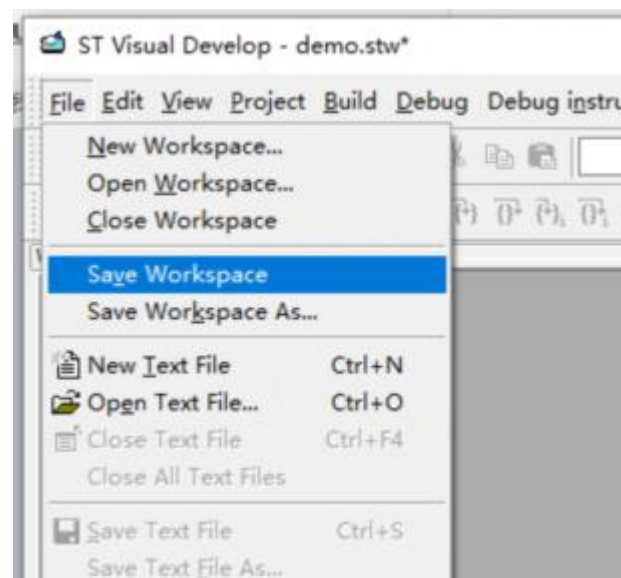 ST Visual Develop - demo.stw*
File Edit View Project Build Debug Debug instru
New Workspace...
Open Workspace...
Close Workspace
Save Workspace
Save Workspace As...
New Text File Ctrl+N
Open Text File... Ctrl+O
Close Text File Ctrl+F4
Close All Text Files
Save Text File Ctrl+S
Save Text File As...